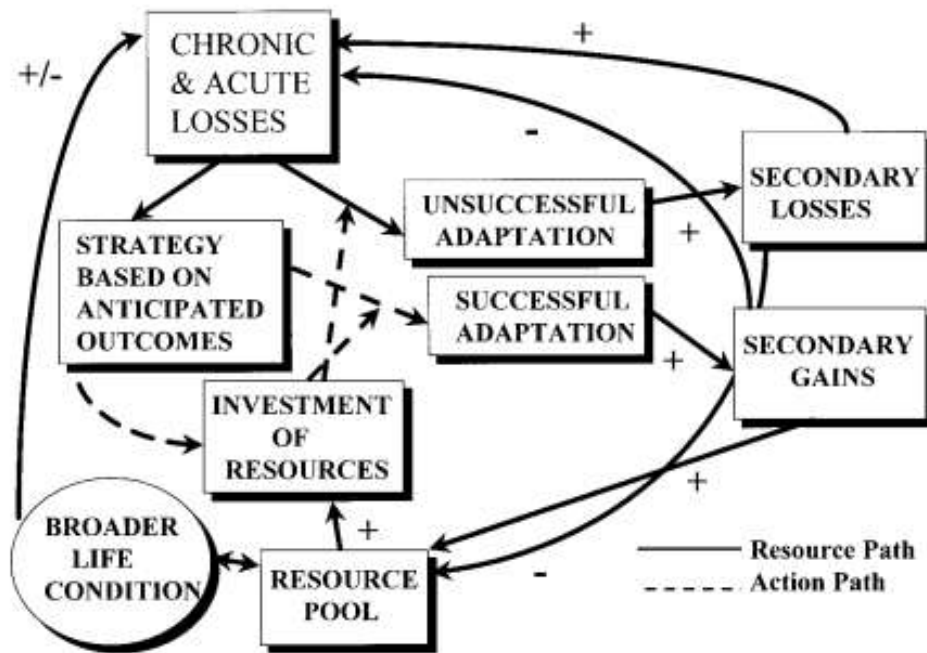 +/-
CHRONIC
& ACUTE
LOSSES
+
-
UNSUCCESSFUL
ADAPTATION
+
SECONDARY
LOSSES
STRATEGY
BASED ON
ANTICIPATED
OUTCOMES
SUCCESSFUL
ADAPTATION
+
SECONDARY
GAINS
INVESTMENT
OF
RESOURCES
+
+
-
BROADER
LIFE
CONDITION
RESOURCE
POOL
Resource Path
Action Path